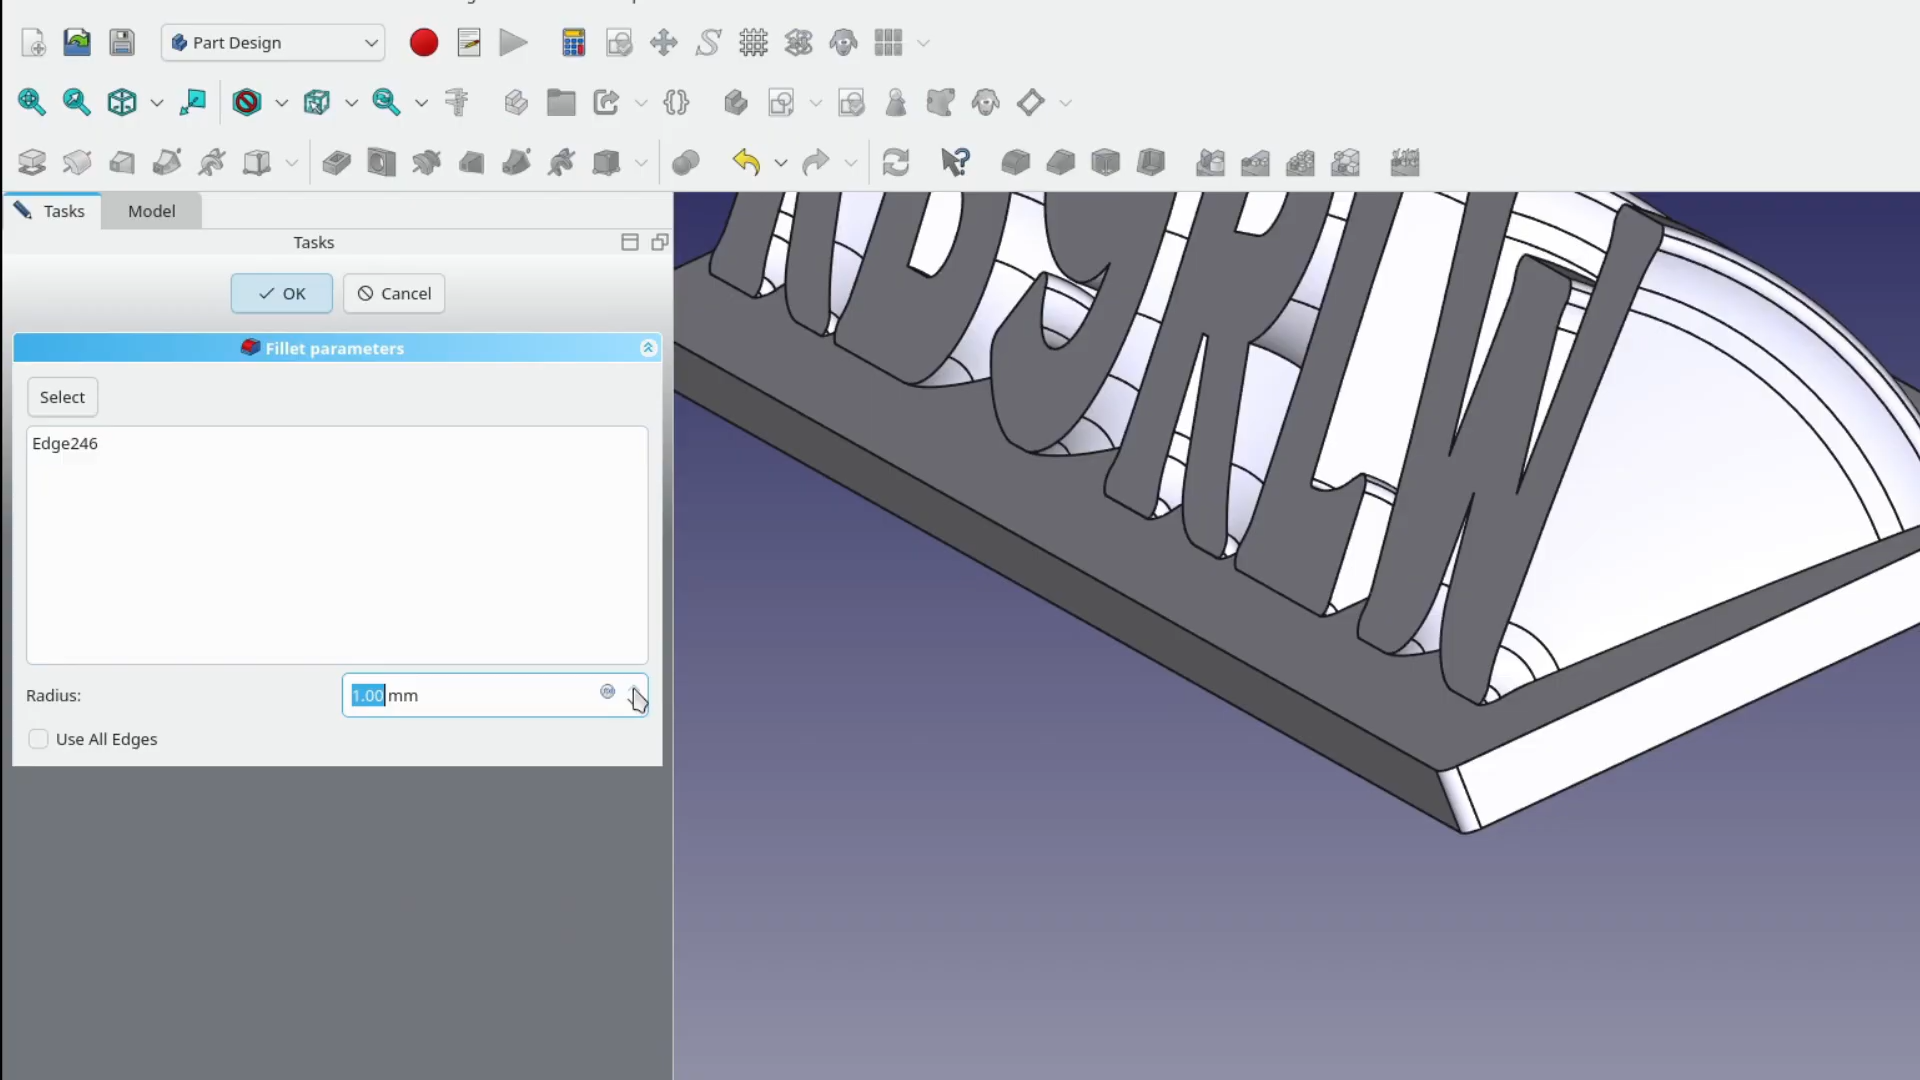 Part Design
Tasks
Model
Tasks
OK
Cancel
Fillet parameters
Select
Edge246
Radius:
1.00 mm
Use All Edges